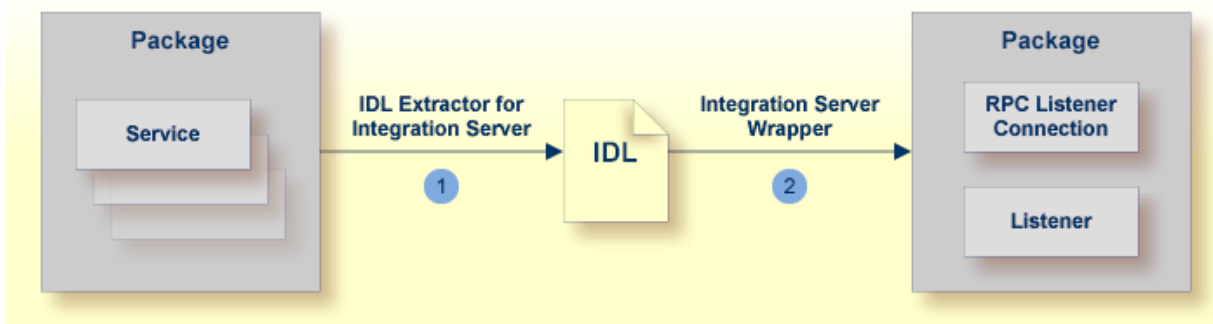 Package
Service
IDL Extractor for
Integration Server
1
IDL
Integration Server
Wrapper
2
Package
RPC Listener
Connection
Listener